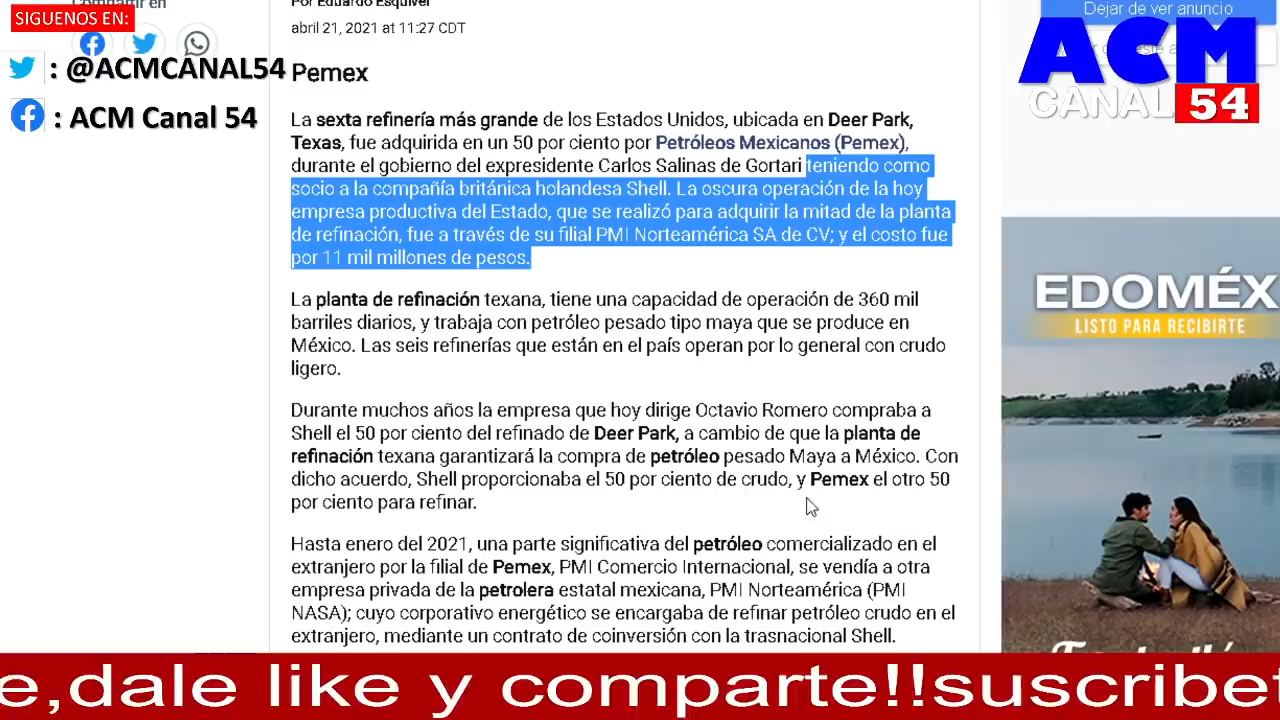 Compartir en
SIGUENOS EN:
: @ACMCANAL54
: ACM Canal 54
Por Eduardo Esquivel
abril 21, 2021 at 11:27 CDT
Pemex
La sexta refinería más grande de los Estados Unidos, ubicada en Deer Park,
Texas, fue adquirida en un 50 por ciento por Petróleos Mexicanos (Pemex),
durante el gobierno del expresidente Carlos Salinas de Gortari teniendo como
socio a la compañía británica holandesa Shell. La oscura operación de la hoy
empresa productiva del Estado, que se realizó para adquirir la mitad de la planta
de refinación, fue a través de su filial PMI Norteamérica SA de CV; y el costo fue
por 11 mil millones de pesos.
La planta de refinación texana, tiene una capacidad de operación de 360 mil
barriles diarios, y trabaja con petróleo pesado tipo maya que se produce en
México. Las seis refinerías que están en el país operan por lo general con crudo
ligero.
Durante muchos años la empresa que hoy dirige Octavio Romero compraba a
Shell el 50 por ciento del refinado de Deer Park, a cambio de que la planta de
refinación texana garantizará la compra de petróleo pesado Maya a México. Con
dicho acuerdo, Shell proporcionaba el 50 por ciento de crudo, y Pemex el otro 50
por ciento para refinar.
Hasta enero del 2021, una parte significativa del petróleo comercializado en el
extranjero por la filial de Pemex, PMI Comercio Internacional, se vendía a otra
empresa privada de la petrolera estatal mexicana, PMI Norteamérica (PMI
NASA); cuyo corporativo energético se encargaba de refinar petróleo crudo en el
extranjero, mediante un contrato de coinversión con la trasnacional Shell.
Dejar de ver anuncio
ACM
CANAL 54
EDOMÉX
LISTO PARA RECIBIRTE
e,dale like y comparte!!suscribet